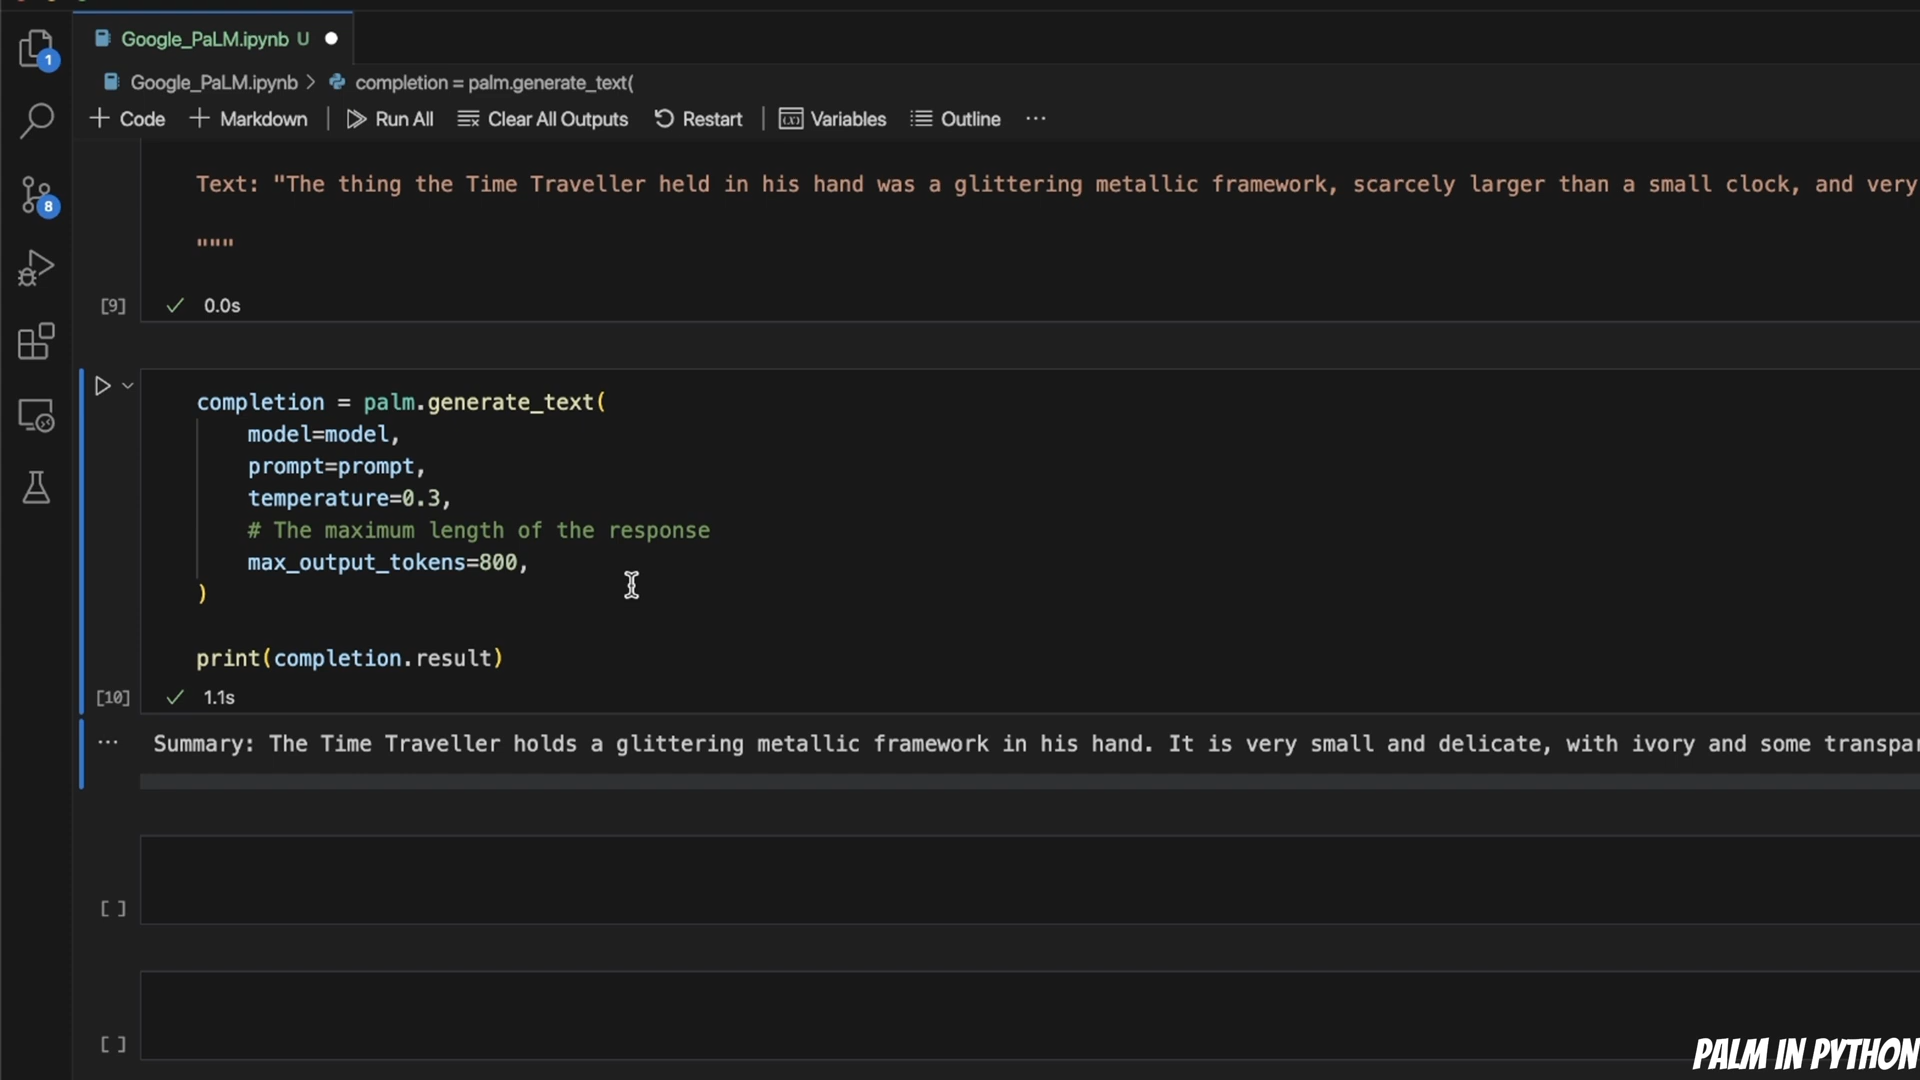 Google_PaLM.ipynb U
1
Google_PaLM.ipynb > completion = palm.generate_text(
+ Code + Markdown Run All Clear All Outputs Restart Variables Outline ...
Text: "The thing the Time Traveller held in his hand was a glittering metallic framework, scarcely larger than a small clock, and very
8
"""
[9] ✓ 0.0s
completion = palm.generate_text(
model=model,
prompt=prompt,
temperature=0.3,
# The maximum length of the response
max_output_tokens=800,
)
print(completion.result)
[10] ✓ 1.1s
... Summary: The Time Traveller holds a glittering metallic framework in his hand. It is very small and delicate, with ivory and some
[ ]
[ ]
PALM IN PYTHON